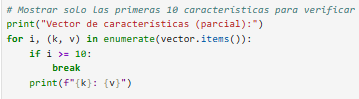 # Mostrar solo las primeras 10 características para verificar
print("Vector de características (parcial):")
for i, (k, v) in enumerate(vector.items()):
    if i >= 10:
        break
    print(f"{k}: {v}")